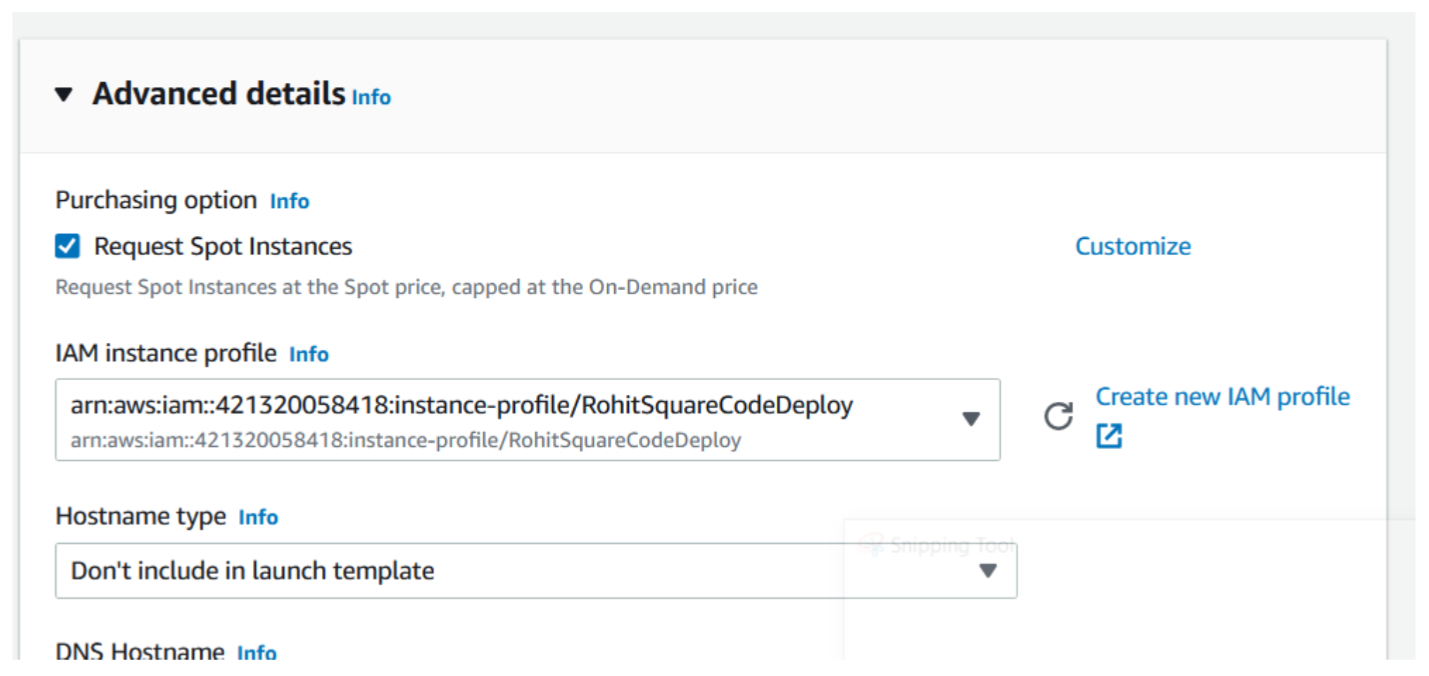 Advanced details Info
Purchasing option Info
Request Spot Instances
Customize
Request Spot Instances at the Spot price, capped at the On-Demand price
IAM instance profile Info
arn:aws:iam::421320058418:instance-profile/RohitSquareCodeDeploy
arn:aws:iam::421320058418:instance-profile/RohitSquareCodeDeploy
Create new IAM profile
Hostname type Info
Snipping Tool
Don't include in launch template
DNS Hostname Info